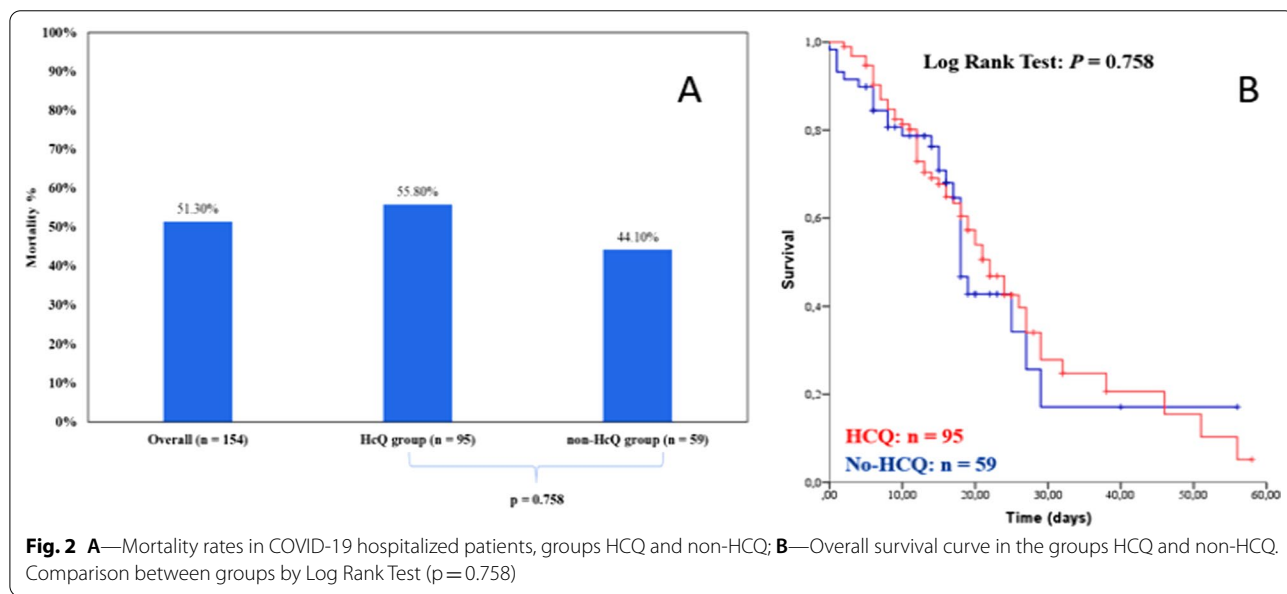 100%
90%
80%
70%
60%
50%
40%
30%
20%
10%
0%
Mortality %
A
51.30%
55.80%
44.10%
Overall (n = 154)
HcQ group (n = 95)
non-HcQ group (n = 59)
p = 0.758
1,0
0,8
0,6
0,4
0,2
0,0
Survival
Log Rank Test: P = 0.758
B
HCQ: n = 95
No-HCQ: n = 59
,00
10,00
20,00
30,00
40,00
50,00
60,00
Time (days)
Fig. 2 A—Mortality rates in COVID-19 hospitalized patients, groups HCQ and non-HCQ; B—Overall survival curve in the groups HCQ and non-HCQ.
Comparison between groups by Log Rank Test (p = 0.758)